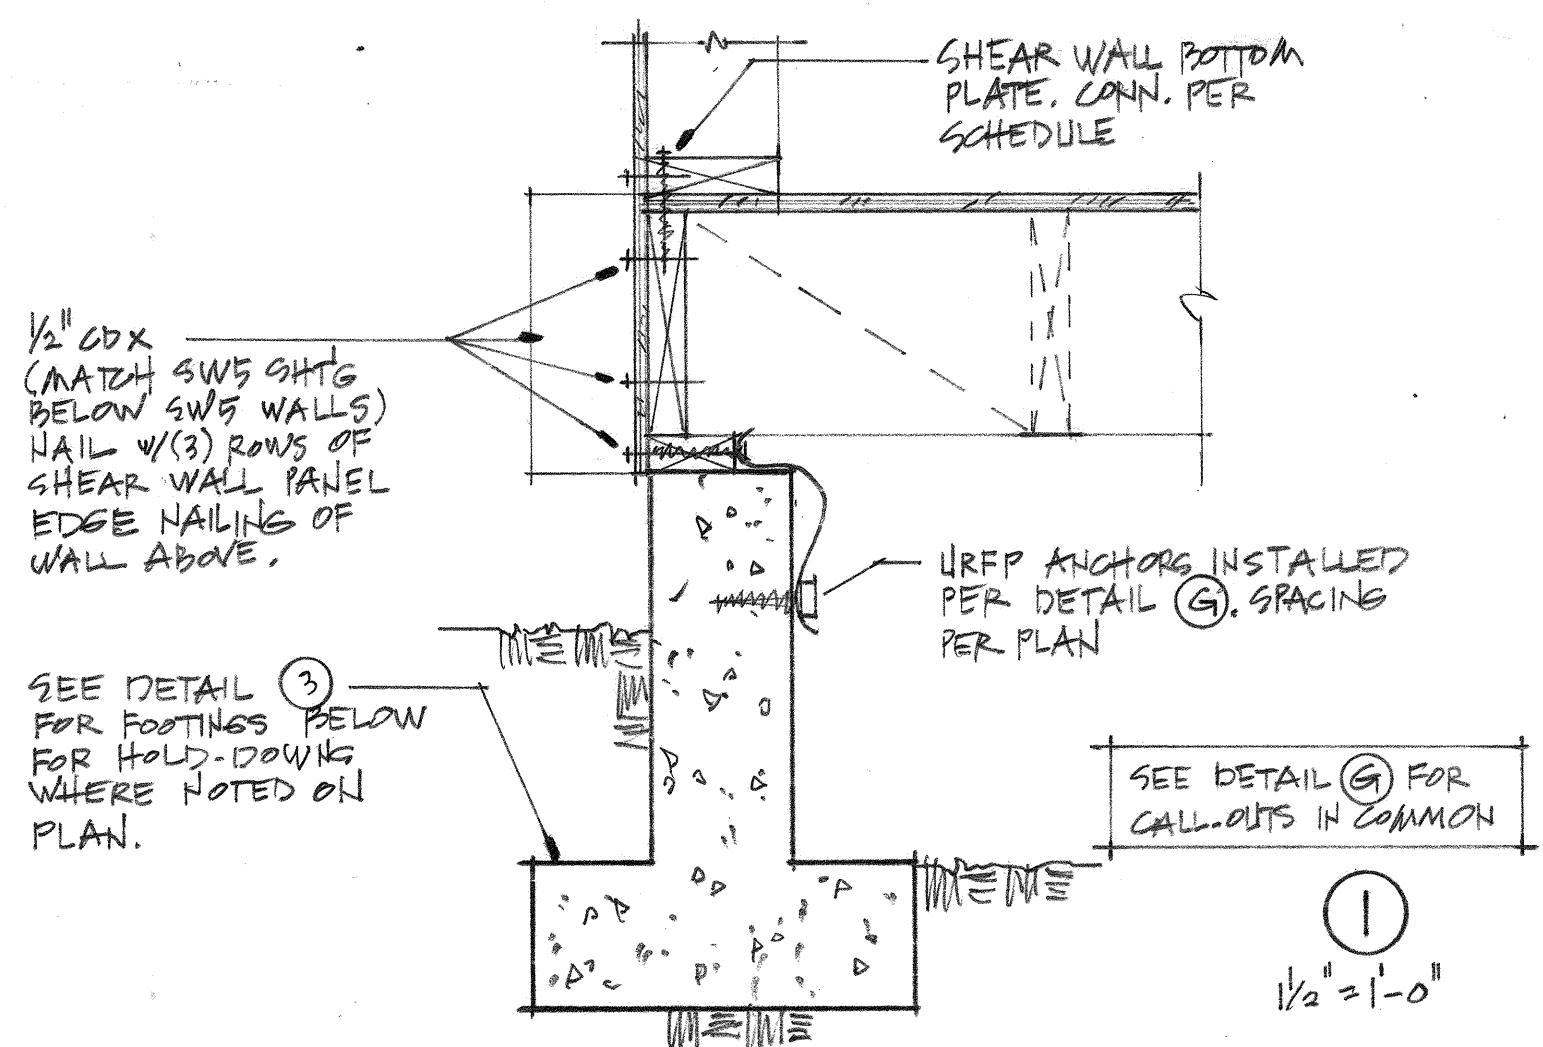 SHEAR WALL BOTTOM
PLATE. CONN. PER
SCHEDULE
1/2" CDX
(MATCH SW5 SHT'G
BELOW SW5 WALLS)
NAIL W/(3) ROWS OF
SHEAR WALL PANEL
EDGE NAILING OF
WALL ABOVE.
URFP ANCHORS INSTALLED
PER DETAIL G. SPACING
PER PLAN
SEE DETAIL 3
FOR FOOTINGS BELOW
FOR HOLD-DOWNS
WHERE NOTED ON
PLAN.
SEE DETAIL G FOR
CALL-OUTS IN COMMON
1
1 1/2" = 1'-0"